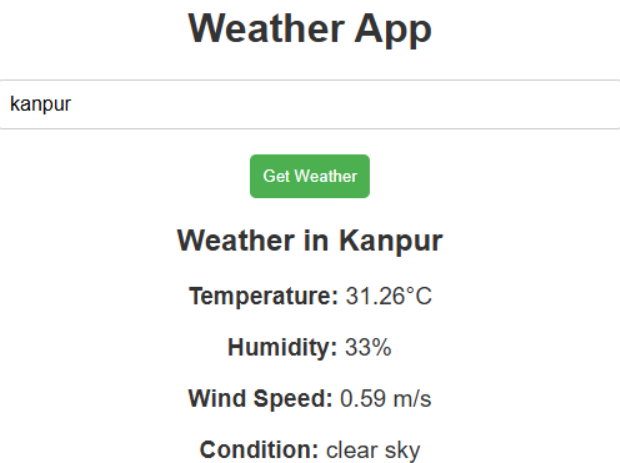 Weather App
kanpur
Get Weather
Weather in Kanpur
Temperature: 31.26°C
Humidity: 33%
Wind Speed: 0.59 m/s
Condition: clear sky